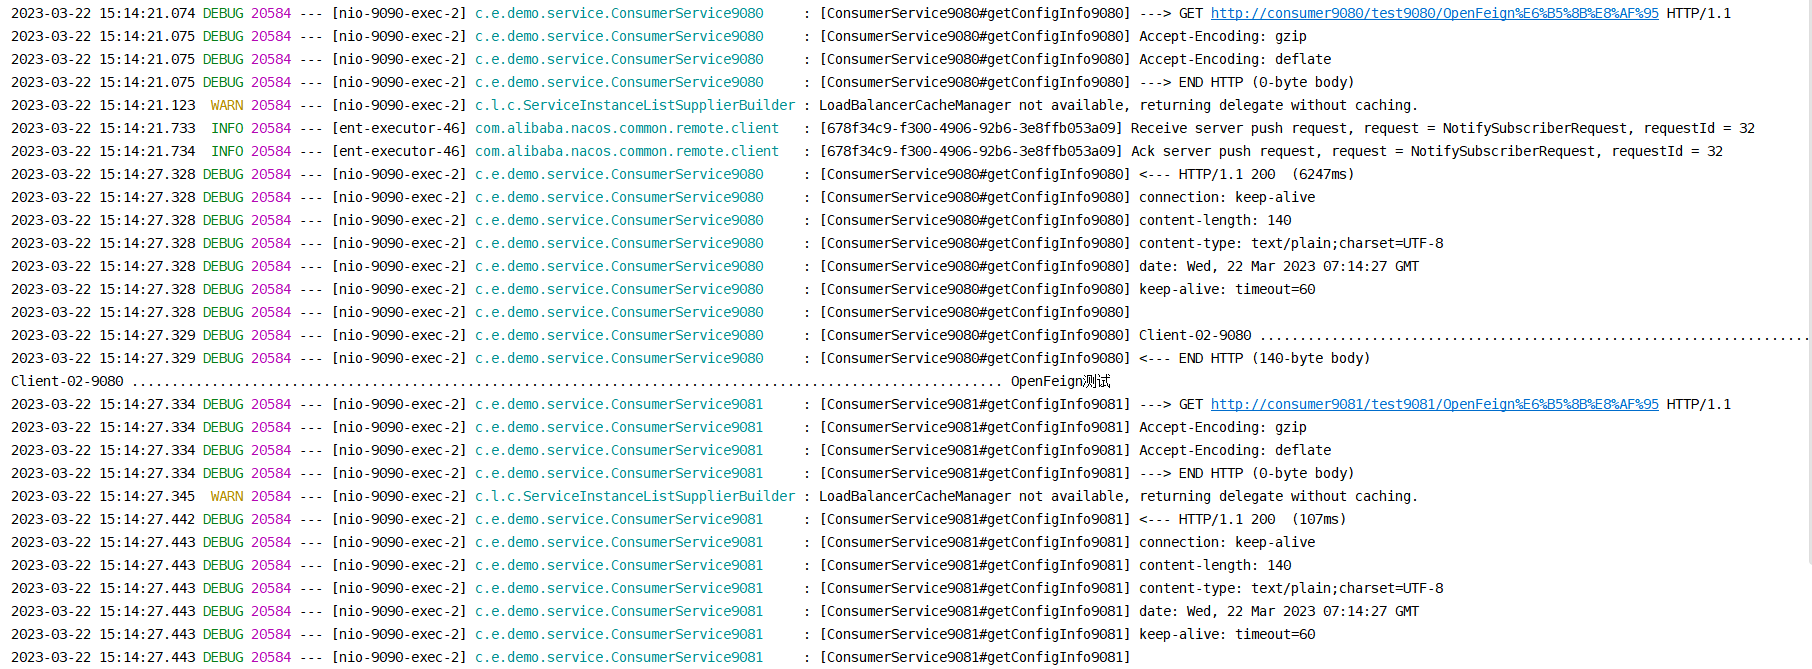 2023-03-22 15:14:21.074 DEBUG 20584 --- [nio-9090-exec-2] c.e.demo.service.ConsumerService9080     : [ConsumerService9080#getConfigInfo9080] ---> GET http://consumer9080/test9080/OpenFeign%E6%B5%8B%E8%AF%95 HTTP/1.1
2023-03-22 15:14:21.075 DEBUG 20584 --- [nio-9090-exec-2] c.e.demo.service.ConsumerService9080     : [ConsumerService9080#getConfigInfo9080] Accept-Encoding: gzip
2023-03-22 15:14:21.075 DEBUG 20584 --- [nio-9090-exec-2] c.e.demo.service.ConsumerService9080     : [ConsumerService9080#getConfigInfo9080] Accept-Encoding: deflate
2023-03-22 15:14:21.075 DEBUG 20584 --- [nio-9090-exec-2] c.e.demo.service.ConsumerService9080     : [ConsumerService9080#getConfigInfo9080] ---> END HTTP (0-byte body)
2023-03-22 15:14:21.123  WARN 20584 --- [nio-9090-exec-2] c.l.c.ServiceInstanceListSupplierBuilder : LoadBalancerCacheManager not available, returning delegate without caching.
2023-03-22 15:14:21.733  INFO 20584 --- [ent-executor-46] com.alibaba.nacos.common.remote.client   : [678f34c9-f300-4906-92b6-3e8ffb053a09] Receive server push request, request = NotifySubscriberRequest, requestId = 32
2023-03-22 15:14:21.734  INFO 20584 --- [ent-executor-46] com.alibaba.nacos.common.remote.client   : [678f34c9-f300-4906-92b6-3e8ffb053a09] Ack server push request, request = NotifySubscriberRequest, requestId = 32
2023-03-22 15:14:27.328 DEBUG 20584 --- [nio-9090-exec-2] c.e.demo.service.ConsumerService9080     : [ConsumerService9080#getConfigInfo9080] <--- HTTP/1.1 200  (6247ms)
2023-03-22 15:14:27.328 DEBUG 20584 --- [nio-9090-exec-2] c.e.demo.service.ConsumerService9080     : [ConsumerService9080#getConfigInfo9080] connection: keep-alive
2023-03-22 15:14:27.328 DEBUG 20584 --- [nio-9090-exec-2] c.e.demo.service.ConsumerService9080     : [ConsumerService9080#getConfigInfo9080] content-length: 140
2023-03-22 15:14:27.328 DEBUG 20584 --- [nio-9090-exec-2] c.e.demo.service.ConsumerService9080     : [ConsumerService9080#getConfigInfo9080] content-type: text/plain;charset=UTF-8
2023-03-22 15:14:27.328 DEBUG 20584 --- [nio-9090-exec-2] c.e.demo.service.ConsumerService9080     : [ConsumerService9080#getConfigInfo9080] date: Wed, 22 Mar 2023 07:14:27 GMT
2023-03-22 15:14:27.328 DEBUG 20584 --- [nio-9090-exec-2] c.e.demo.service.ConsumerService9080     : [ConsumerService9080#getConfigInfo9080] keep-alive: timeout=60
2023-03-22 15:14:27.328 DEBUG 20584 --- [nio-9090-exec-2] c.e.demo.service.ConsumerService9080     : [ConsumerService9080#getConfigInfo9080]
2023-03-22 15:14:27.329 DEBUG 20584 --- [nio-9090-exec-2] c.e.demo.service.ConsumerService9080     : [ConsumerService9080#getConfigInfo9080] Client-02-9080 .....................................................................
2023-03-22 15:14:27.329 DEBUG 20584 --- [nio-9090-exec-2] c.e.demo.service.ConsumerService9080     : [ConsumerService9080#getConfigInfo9080] <--- END HTTP (140-byte body)
Client-02-9080 ............................................................................................................. OpenFeign测试
2023-03-22 15:14:27.334 DEBUG 20584 --- [nio-9090-exec-2] c.e.demo.service.ConsumerService9081     : [ConsumerService9081#getConfigInfo9081] ---> GET http://consumer9081/test9081/OpenFeign%E6%B5%8B%E8%AF%95 HTTP/1.1
2023-03-22 15:14:27.334 DEBUG 20584 --- [nio-9090-exec-2] c.e.demo.service.ConsumerService9081     : [ConsumerService9081#getConfigInfo9081] Accept-Encoding: gzip
2023-03-22 15:14:27.334 DEBUG 20584 --- [nio-9090-exec-2] c.e.demo.service.ConsumerService9081     : [ConsumerService9081#getConfigInfo9081] Accept-Encoding: deflate
2023-03-22 15:14:27.334 DEBUG 20584 --- [nio-9090-exec-2] c.e.demo.service.ConsumerService9081     : [ConsumerService9081#getConfigInfo9081] ---> END HTTP (0-byte body)
2023-03-22 15:14:27.345  WARN 20584 --- [nio-9090-exec-2] c.l.c.ServiceInstanceListSupplierBuilder : LoadBalancerCacheManager not available, returning delegate without caching.
2023-03-22 15:14:27.442 DEBUG 20584 --- [nio-9090-exec-2] c.e.demo.service.ConsumerService9081     : [ConsumerService9081#getConfigInfo9081] <--- HTTP/1.1 200  (107ms)
2023-03-22 15:14:27.443 DEBUG 20584 --- [nio-9090-exec-2] c.e.demo.service.ConsumerService9081     : [ConsumerService9081#getConfigInfo9081] connection: keep-alive
2023-03-22 15:14:27.443 DEBUG 20584 --- [nio-9090-exec-2] c.e.demo.service.ConsumerService9081     : [ConsumerService9081#getConfigInfo9081] content-length: 140
2023-03-22 15:14:27.443 DEBUG 20584 --- [nio-9090-exec-2] c.e.demo.service.ConsumerService9081     : [ConsumerService9081#getConfigInfo9081] content-type: text/plain;charset=UTF-8
2023-03-22 15:14:27.443 DEBUG 20584 --- [nio-9090-exec-2] c.e.demo.service.ConsumerService9081     : [ConsumerService9081#getConfigInfo9081] date: Wed, 22 Mar 2023 07:14:27 GMT
2023-03-22 15:14:27.443 DEBUG 20584 --- [nio-9090-exec-2] c.e.demo.service.ConsumerService9081     : [ConsumerService9081#getConfigInfo9081] keep-alive: timeout=60
2023-03-22 15:14:27.443 DEBUG 20584 --- [nio-9090-exec-2] c.e.demo.service.ConsumerService9081     : [ConsumerService9081#getConfigInfo9081]